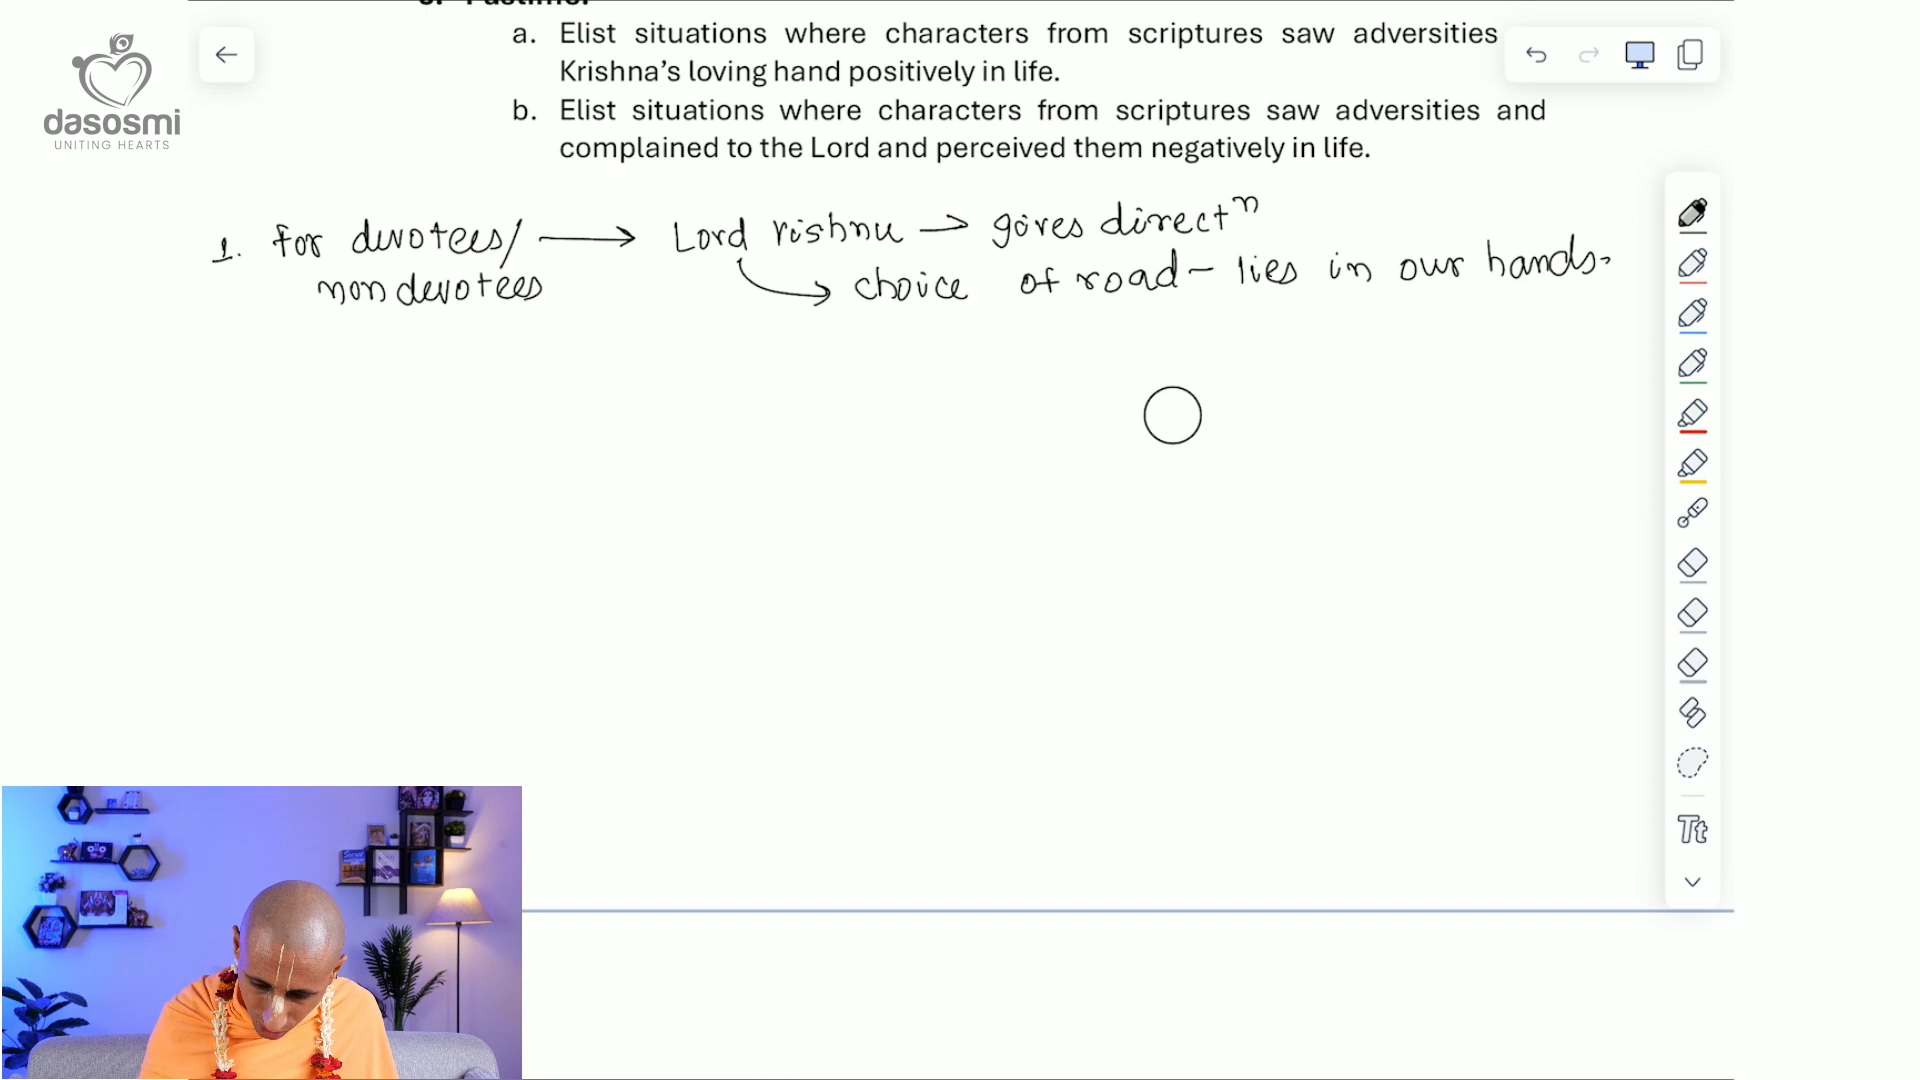 dasosmi
UNITING HEARTS
a. Elist situations where characters from scriptures saw adversities
Krishna's loving hand positively in life.
b. Elist situations where characters from scriptures saw adversities and
complained to the Lord and perceived them negatively in life.
1. For devotees/ → Lord vishnu → gives directⁿ
non devotees → choice of road - lies in our hands.
Tt